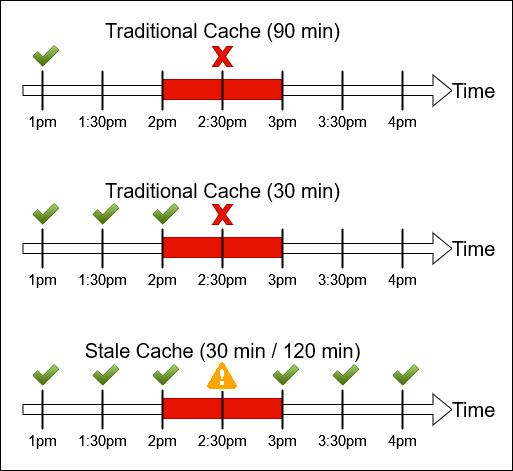 Traditional Cache (90 min)
Time
1pm 1:30pm 2pm 2:30pm 3pm 3:30pm 4pm
Traditional Cache (30 min)
Time
1pm 1:30pm 2pm 2:30pm 3pm 3:30pm 4pm
Stale Cache (30 min / 120 min)
Time
1pm 1:30pm 2pm 2:30pm 3pm 3:30pm 4pm